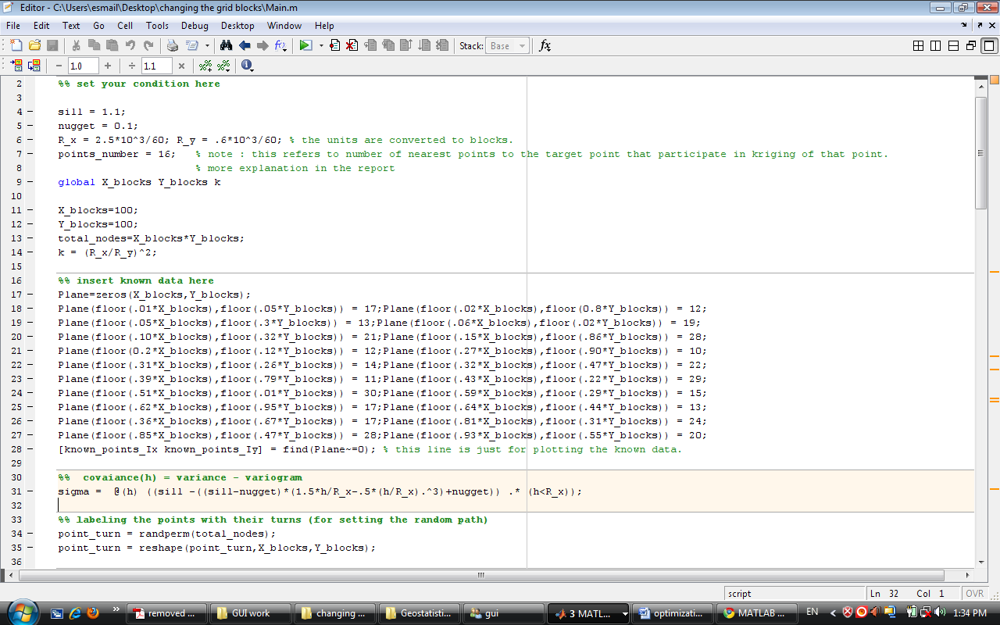 Editor - C:\Users\esmail\Desktop\changing the grid blocks\Main.m
File Edit Text Go Cell Tools Debug Desktop Window Help
Stack: Base fx
− 1.0 + ÷ 1.1 ×
2 %% set your condition here
3
4 − sill = 1.1;
5 − nugget = 0.1;
6 − R_x = 2.5*10^3/60; R_y = .6*10^3/60; % the units are converted to blocks.
7 − points_number = 16; % note : this refers to number of nearest points to the target point that participate in kriging of that point.
8 % more explanation in the report
9 − global X_blocks Y_blocks k
10
11 − X_blocks=100;
12 − Y_blocks=100;
13 − total_nodes=X_blocks*Y_blocks;
14 − k = (R_x/R_y)^2;
15
16 %% insert known data here
17 − Plane=zeros(X_blocks,Y_blocks);
18 − Plane(floor(.01*X_blocks),floor(.05*Y_blocks)) = 17;Plane(floor(.02*X_blocks),floor(0.8*Y_blocks)) = 12;
19 − Plane(floor(.05*X_blocks),floor(.3*Y_blocks)) = 13;Plane(floor(.06*X_blocks),floor(.02*Y_blocks)) = 19;
20 − Plane(floor(.10*X_blocks),floor(.32*Y_blocks)) = 21;Plane(floor(.15*X_blocks),floor(.86*Y_blocks)) = 28;
21 − Plane(floor(0.2*X_blocks),floor(.12*Y_blocks)) = 12;Plane(floor(.27*X_blocks),floor(.90*Y_blocks)) = 10;
22 − Plane(floor(.31*X_blocks),floor(.26*Y_blocks)) = 14;Plane(floor(.32*X_blocks),floor(.47*Y_blocks)) = 22;
23 − Plane(floor(.39*X_blocks),floor(.79*Y_blocks)) = 11;Plane(floor(.43*X_blocks),floor(.22*Y_blocks)) = 29;
24 − Plane(floor(.51*X_blocks),floor(.01*Y_blocks)) = 30;Plane(floor(.59*X_blocks),floor(.29*Y_blocks)) = 15;
25 − Plane(floor(.62*X_blocks),floor(.95*Y_blocks)) = 17;Plane(floor(.64*X_blocks),floor(.44*Y_blocks)) = 13;
26 − Plane(floor(.36*X_blocks),floor(.67*Y_blocks)) = 17;Plane(floor(.81*X_blocks),floor(.31*Y_blocks)) = 24;
27 − Plane(floor(.85*X_blocks),floor(.47*Y_blocks)) = 28;Plane(floor(.93*X_blocks),floor(.55*Y_blocks)) = 20;
28 − [known_points_Ix known_points_Iy] = find(Plane~=0); % this line is just for plotting the known data.
29
30 %% covaiance(h) = variance - variogram
31 − sigma = @(h) ((sill -((sill-nugget)*(1.5*h/R_x-.5*(h/R_x).^3)+nugget)) .* (h<R_x));
32
33 %% labeling the points with their turns (for setting the random path)
34 − point_turn = randperm(total_nodes);
35 − point_turn = reshape(point_turn,X_blocks,Y_blocks);
36
script Ln 32 Col 1 OVR
» removed ... GUI work changing ... Geostatisti... gui 3 MATL... optimizati... MATLAB ... EN < 1:34 PM